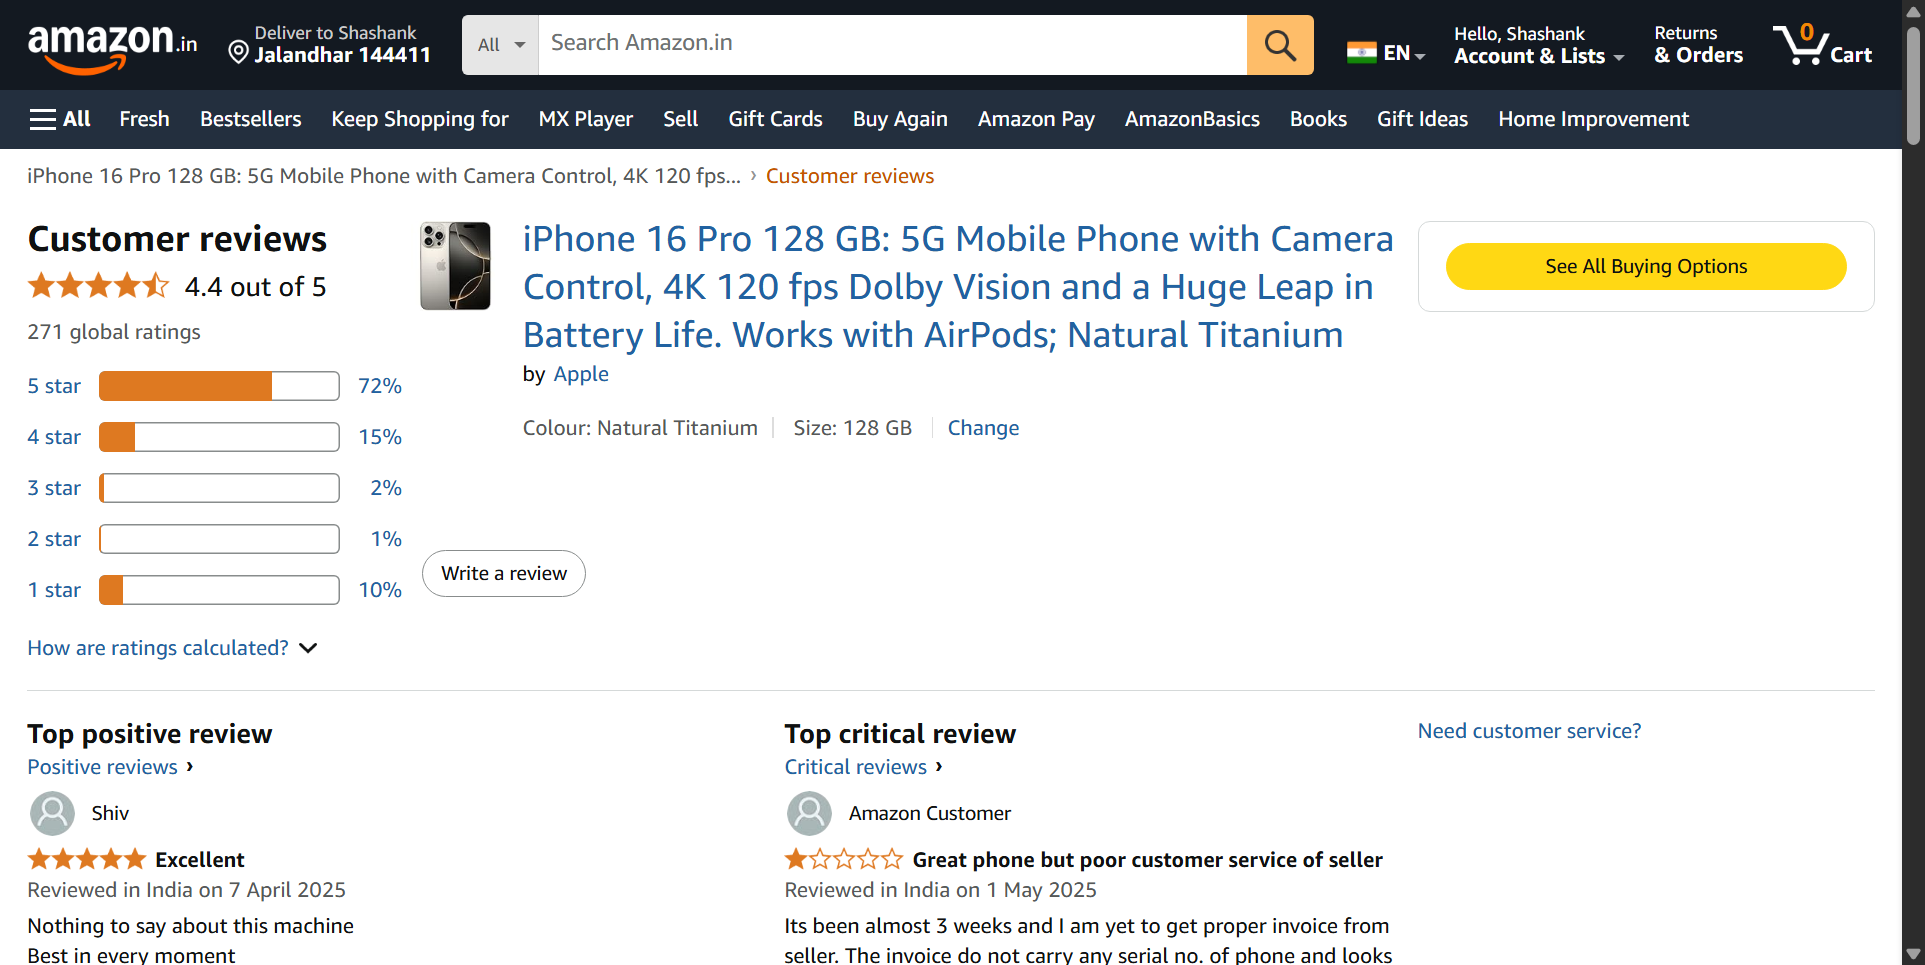 amazon.in
Deliver to Shashank
Jalandhar 144411
All
Search Amazon.in
EN
Hello, Shashank
Account & Lists
Returns
& Orders
0
Cart
All
Fresh
Bestsellers
Keep Shopping for
MX Player
Sell
Gift Cards
Buy Again
Amazon Pay
AmazonBasics
Books
Gift Ideas
Home Improvement
iPhone 16 Pro 128 GB: 5G Mobile Phone with Camera Control, 4K 120 fps... › Customer reviews
Customer reviews
4.4 out of 5
271 global ratings
5 star 72%
4 star 15%
3 star 2%
2 star 1%
1 star 10%
How are ratings calculated?
iPhone 16 Pro 128 GB: 5G Mobile Phone with Camera
Control, 4K 120 fps Dolby Vision and a Huge Leap in
Battery Life. Works with AirPods; Natural Titanium
by Apple
Colour: Natural Titanium | Size: 128 GB | Change
Write a review
See All Buying Options
Top positive review
Positive reviews ›
Shiv
Excellent
Reviewed in India on 7 April 2025
Nothing to say about this machine
Best in every moment
Top critical review
Critical reviews ›
Amazon Customer
Great phone but poor customer service of seller
Reviewed in India on 1 May 2025
Its been almost 3 weeks and I am yet to get proper invoice from
seller. The invoice do not carry any serial no. of phone and looks
Need customer service?